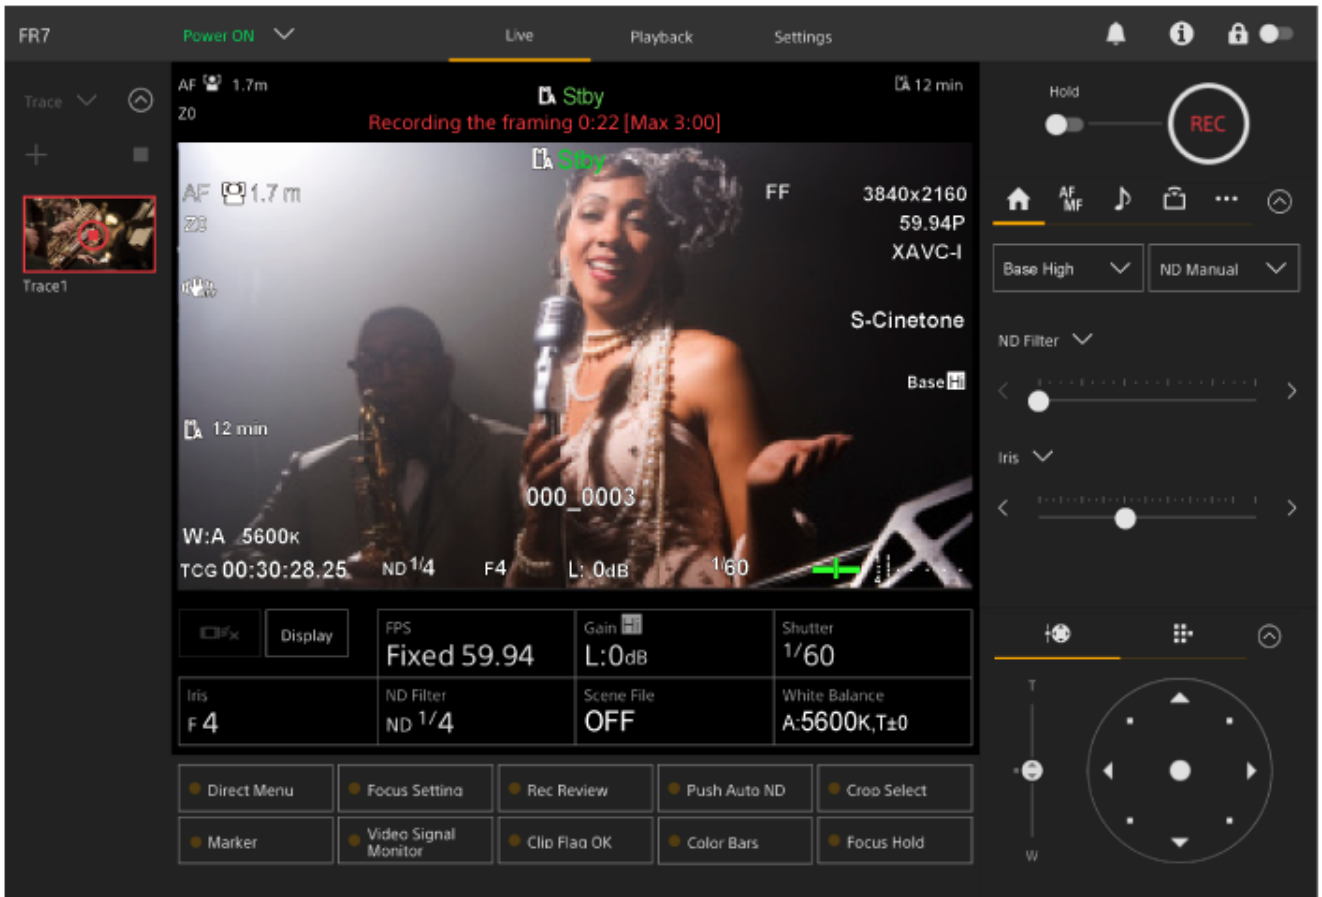 FR7
Power ON
Live
Playback
Settings
Trace
AF 1.7m
Z0
A Stby
A 12 min
Recording the framing 0:22 [Max 3:00]
Trace1
A Stby
AF 1.7 m
Z0
FF
3840x2160
59.94P
XAVC-I
S-Cinetone
Base Hi
A 12 min
000_0003
W:A 5600K
TCG 00:30:28.25
ND 1/4
F4
L: 0dB
1/60
Display
FPS
Fixed 59.94
Gain Hi
L:0dB
Shutter
1/60
Iris
F 4
ND Filter
ND 1/4
Scene File
OFF
White Balance
A:5600K,T±0
Direct Menu
Focus Setting
Rec Review
Push Auto ND
Crop Select
Marker
Video Signal
Monitor
Clip Flag OK
Color Bars
Focus Hold
Hold
REC
AF
MF
Base High
ND Manual
ND Filter
Iris
T
W